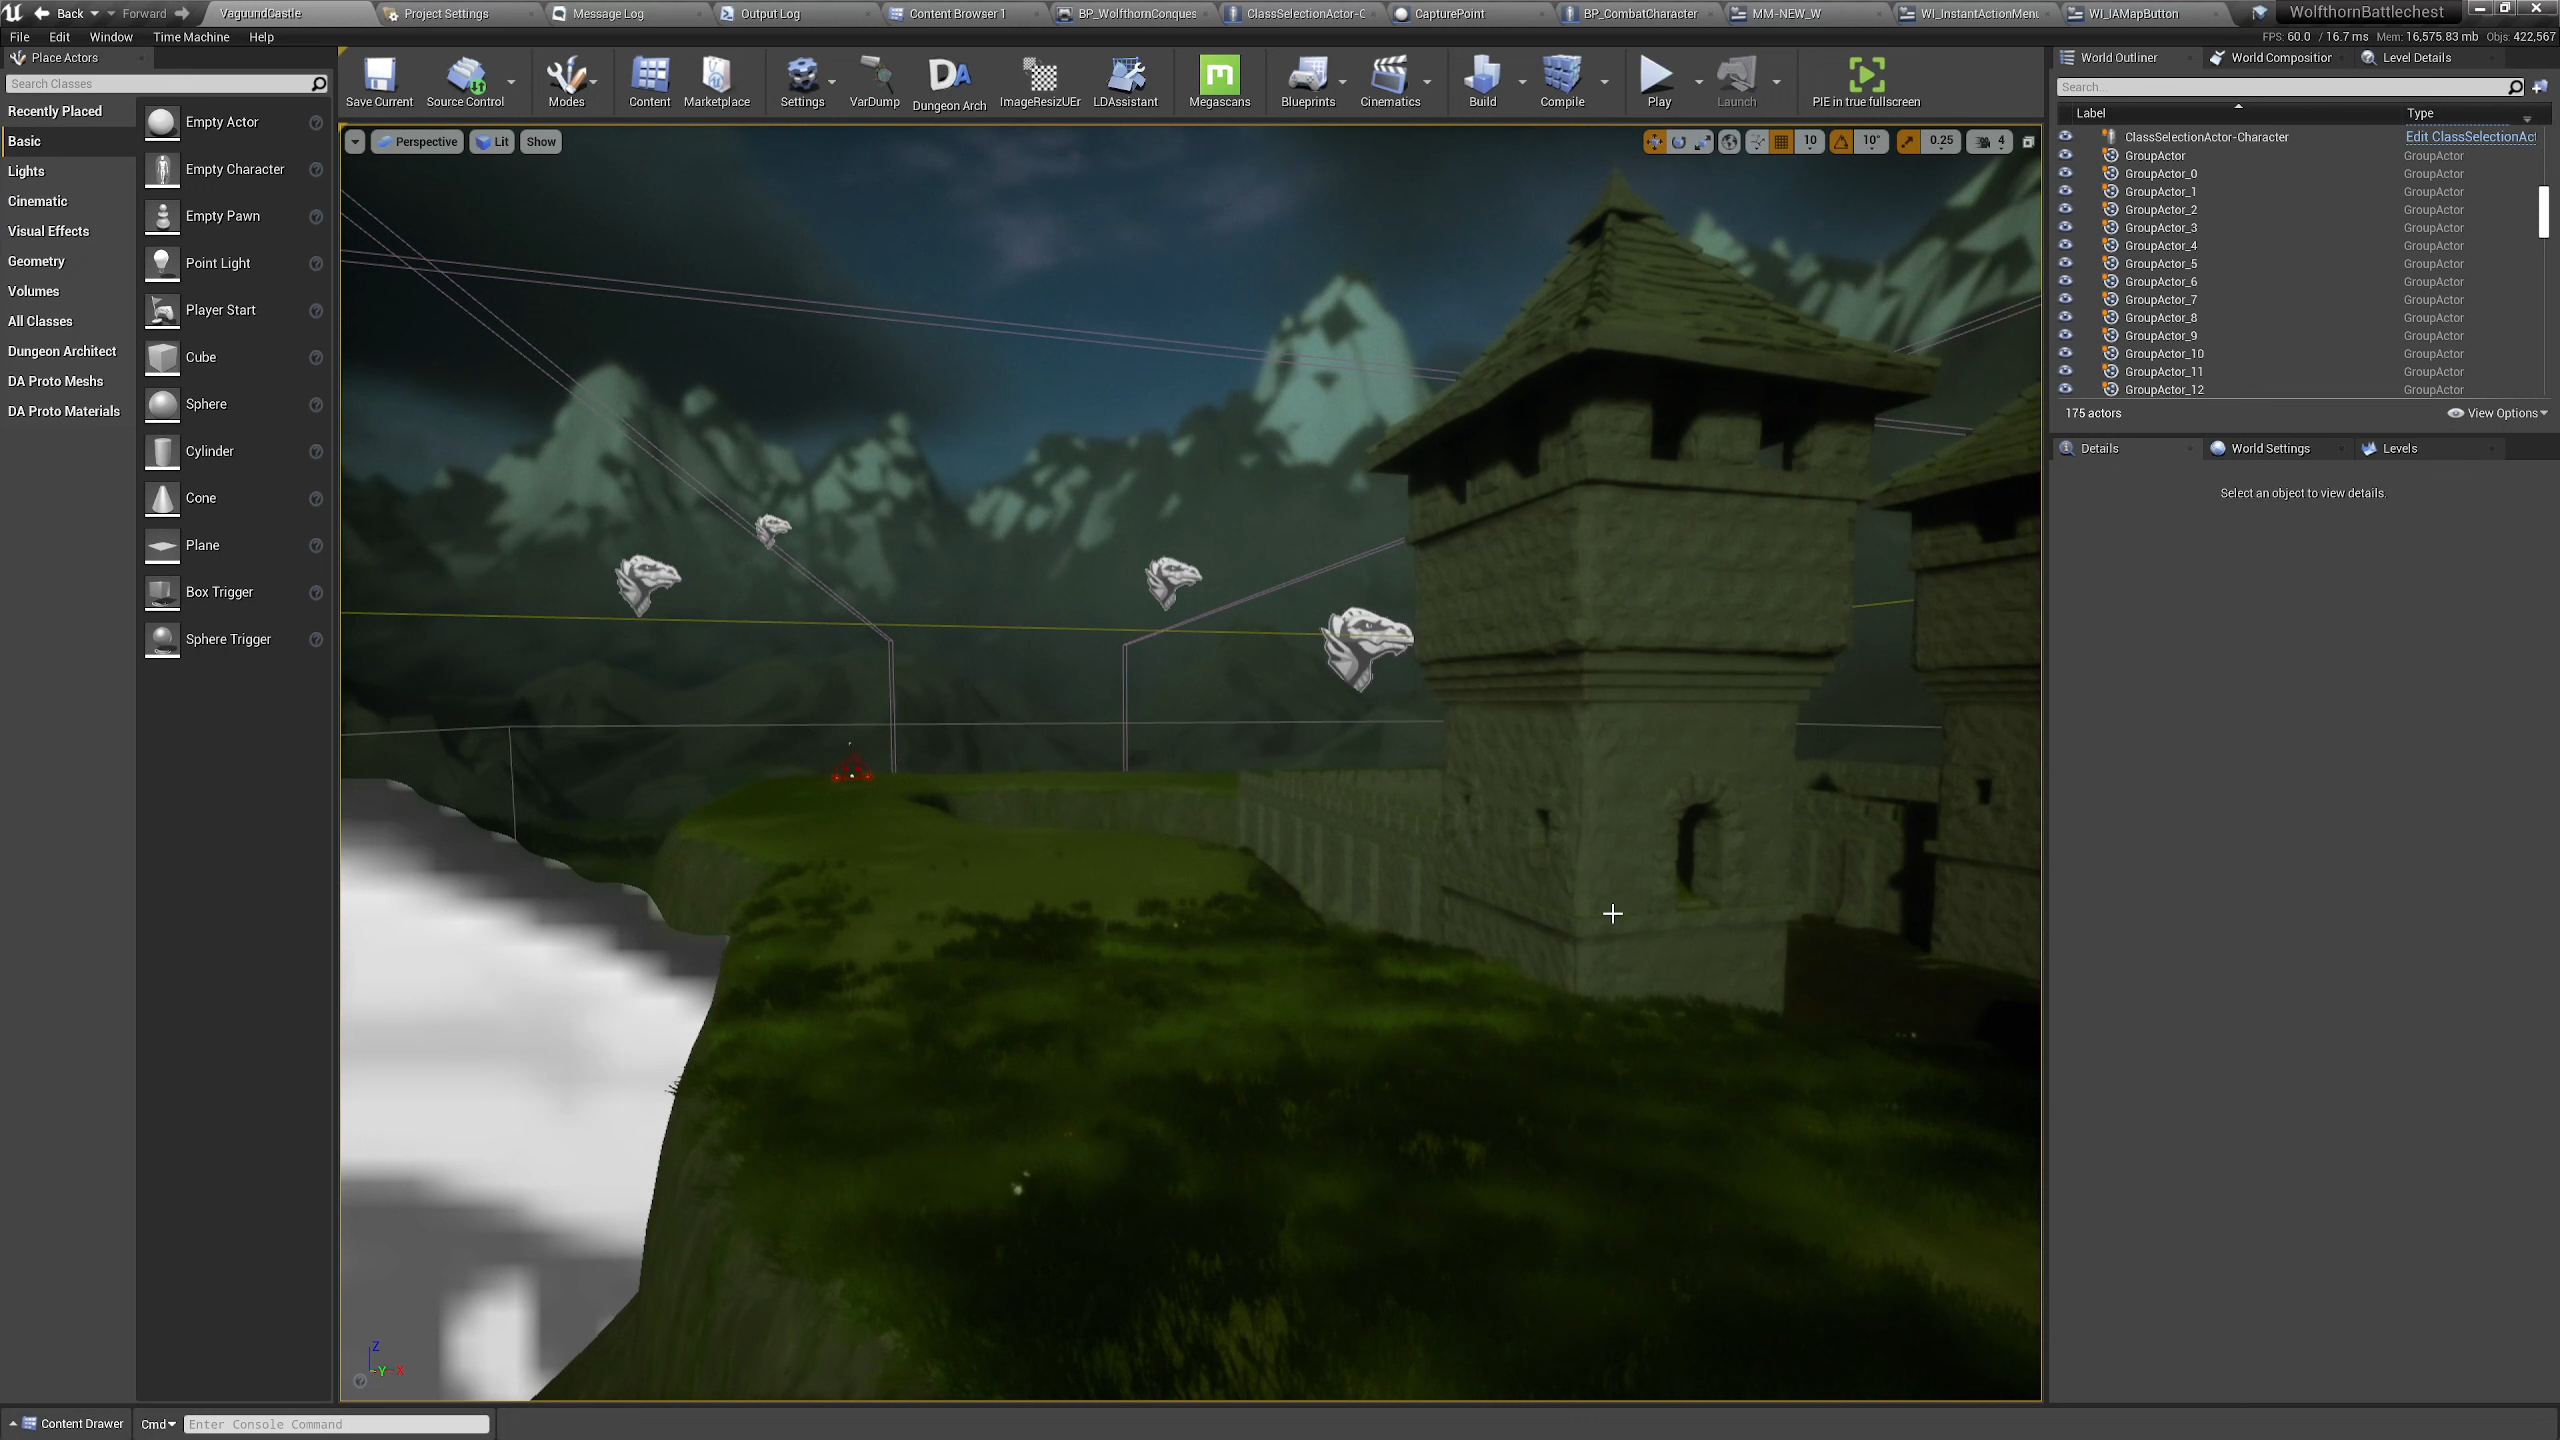 Back Forward VaguundCastle Project Settings Message Log Output Log Content Browser 1 BP_WolfthornConques ClassSelectionActor-C CapturePoint BP_CombatCharacter MM-NEW_W WI_InstantActionMenu WI_IAMapButton WolfthornBattlechest
File Edit Window Time Machine Help
FPS: 60.0 / 16.7 ms Mem: 16,575.83 mb Objs: 422,567
Place Actors
Search Classes
Recently Placed
Basic
Lights
Cinematic
Visual Effects
Geometry
Volumes
All Classes
Dungeon Architect
DA Proto Meshs
DA Proto Materials
Empty Actor
Empty Character
Empty Pawn
Point Light
Player Start
Cube
Sphere
Cylinder
Cone
Plane
Box Trigger
Sphere Trigger
Save Current Source Control Modes Content Marketplace Settings VarDump Dungeon Arch ImageResizUEr LDAssistant Megascans Blueprints Cinematics Build Compile Play Launch PIE in true fullscreen
Perspective Lit Show
10 10° 0.25 4
World Outliner World Composition Level Details
Search...
Label Type
ClassSelectionActor-Character Edit ClassSelectionAct
GroupActor GroupActor
GroupActor_0 GroupActor
GroupActor_1 GroupActor
GroupActor_2 GroupActor
GroupActor_3 GroupActor
GroupActor_4 GroupActor
GroupActor_5 GroupActor
GroupActor_6 GroupActor
GroupActor_7 GroupActor
GroupActor_8 GroupActor
GroupActor_9 GroupActor
GroupActor_10 GroupActor
GroupActor_11 GroupActor
GroupActor_12 GroupActor
175 actors View Options
Details World Settings Levels
Select an object to view details.
Z
Y X
Content Drawer Cmd Enter Console Command